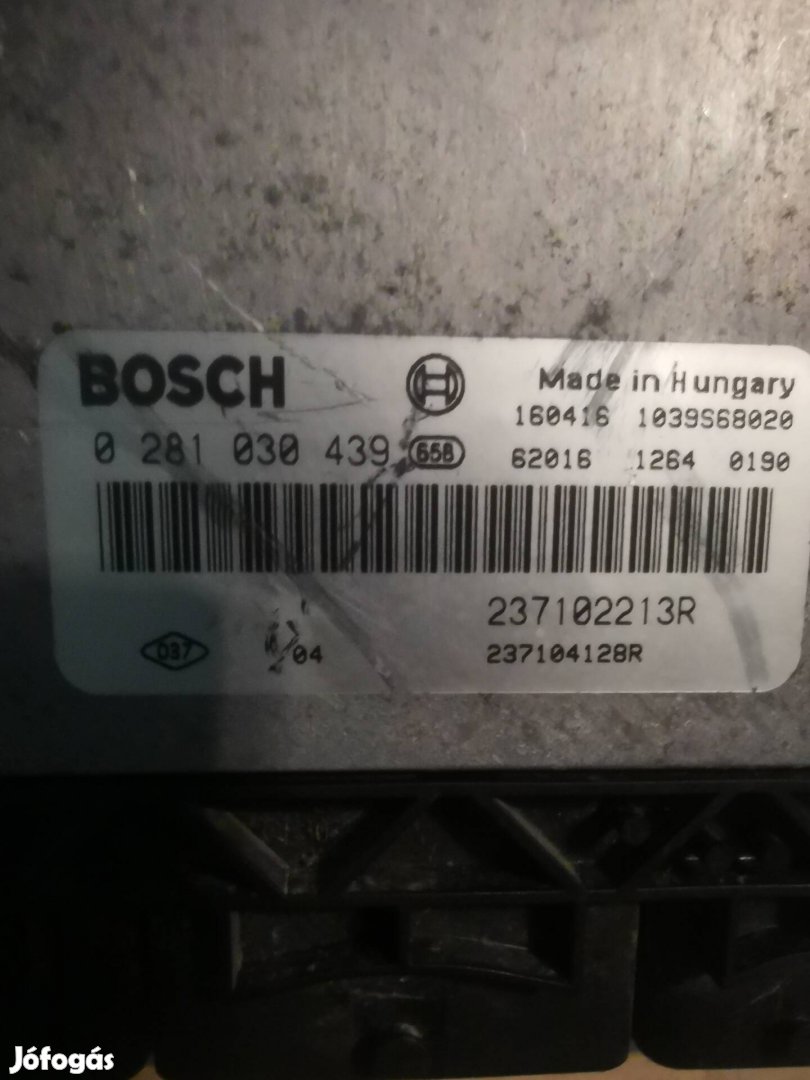 BOSCH
Made in Hungary
160416 1039S68020
0 281 030 439 658
62016 1264 0190
237102213R
D37 /04
237104128R
Jófogás